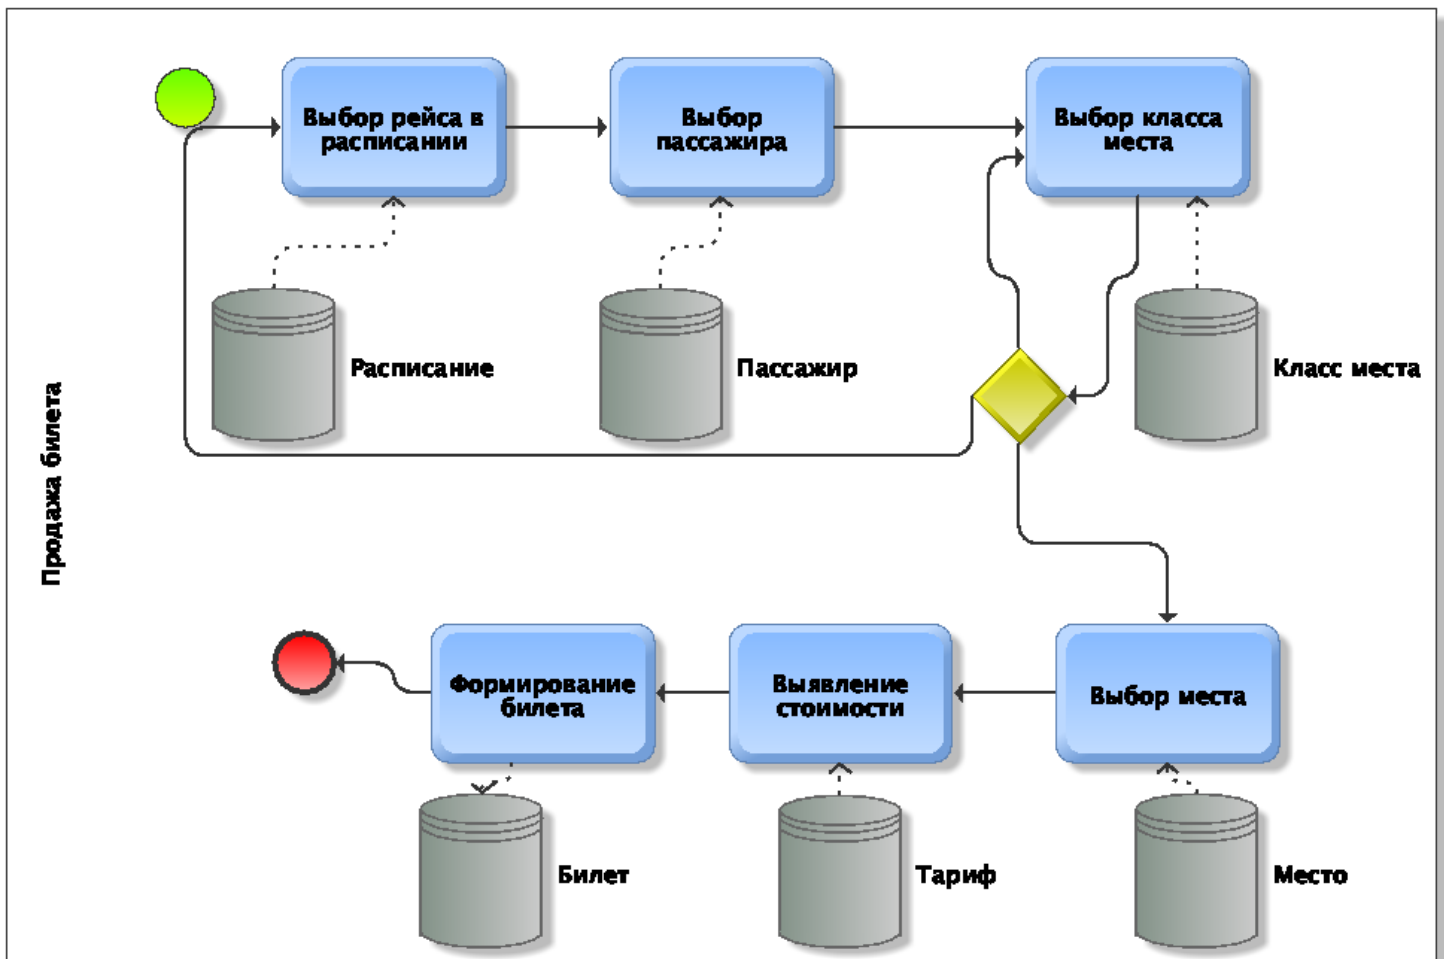 Продажа билета
Выбор рейса в
расписании
Выбор
пассажира
Выбор класса
места
Расписание
Пассажир
Класс места
Формирование
билета
Выявление
стоимости
Выбор места
Билет
Тариф
Место